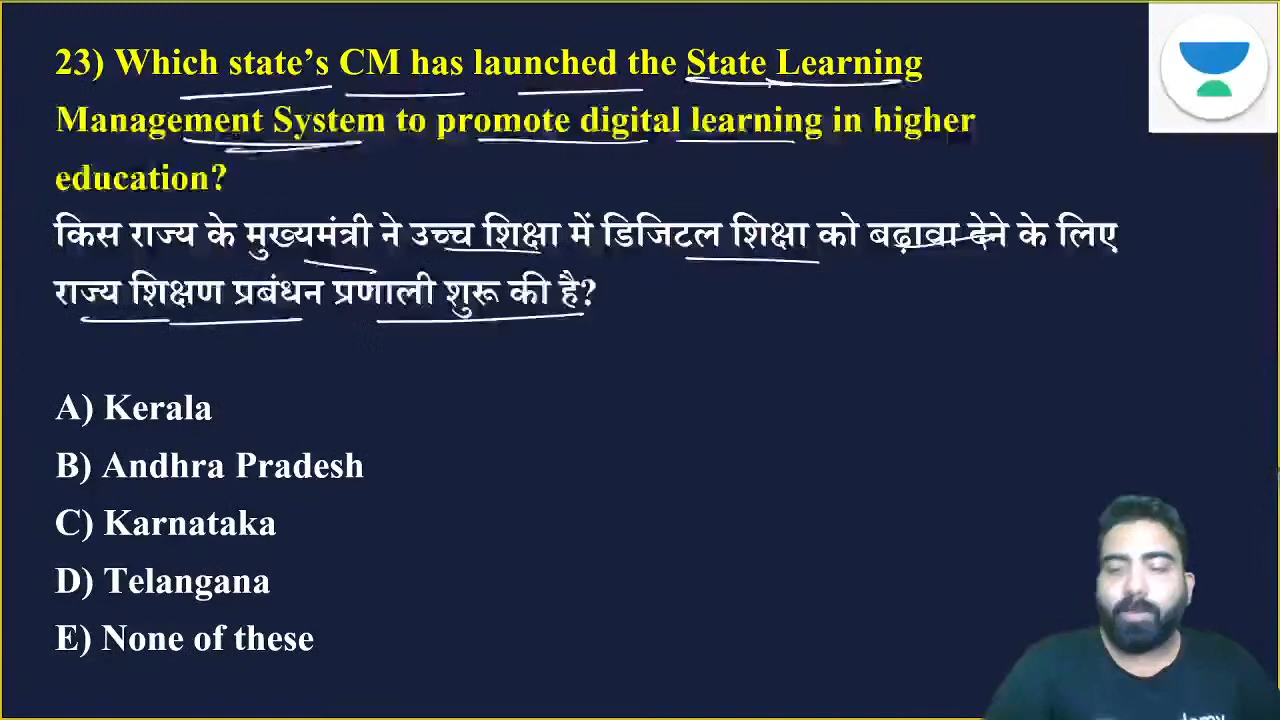 23) Which state’s CM has launched the State Learning
Management System to promote digital learning in higher
education?
किस राज्य के मुख्यमंत्री ने उच्च शिक्षा में डिजिटल शिक्षा को बढ़ावा देने के लिए
राज्य शिक्षण प्रबंधन प्रणाली शुरू की है?
A) Kerala
B) Andhra Pradesh
C) Karnataka
D) Telangana
E) None of these